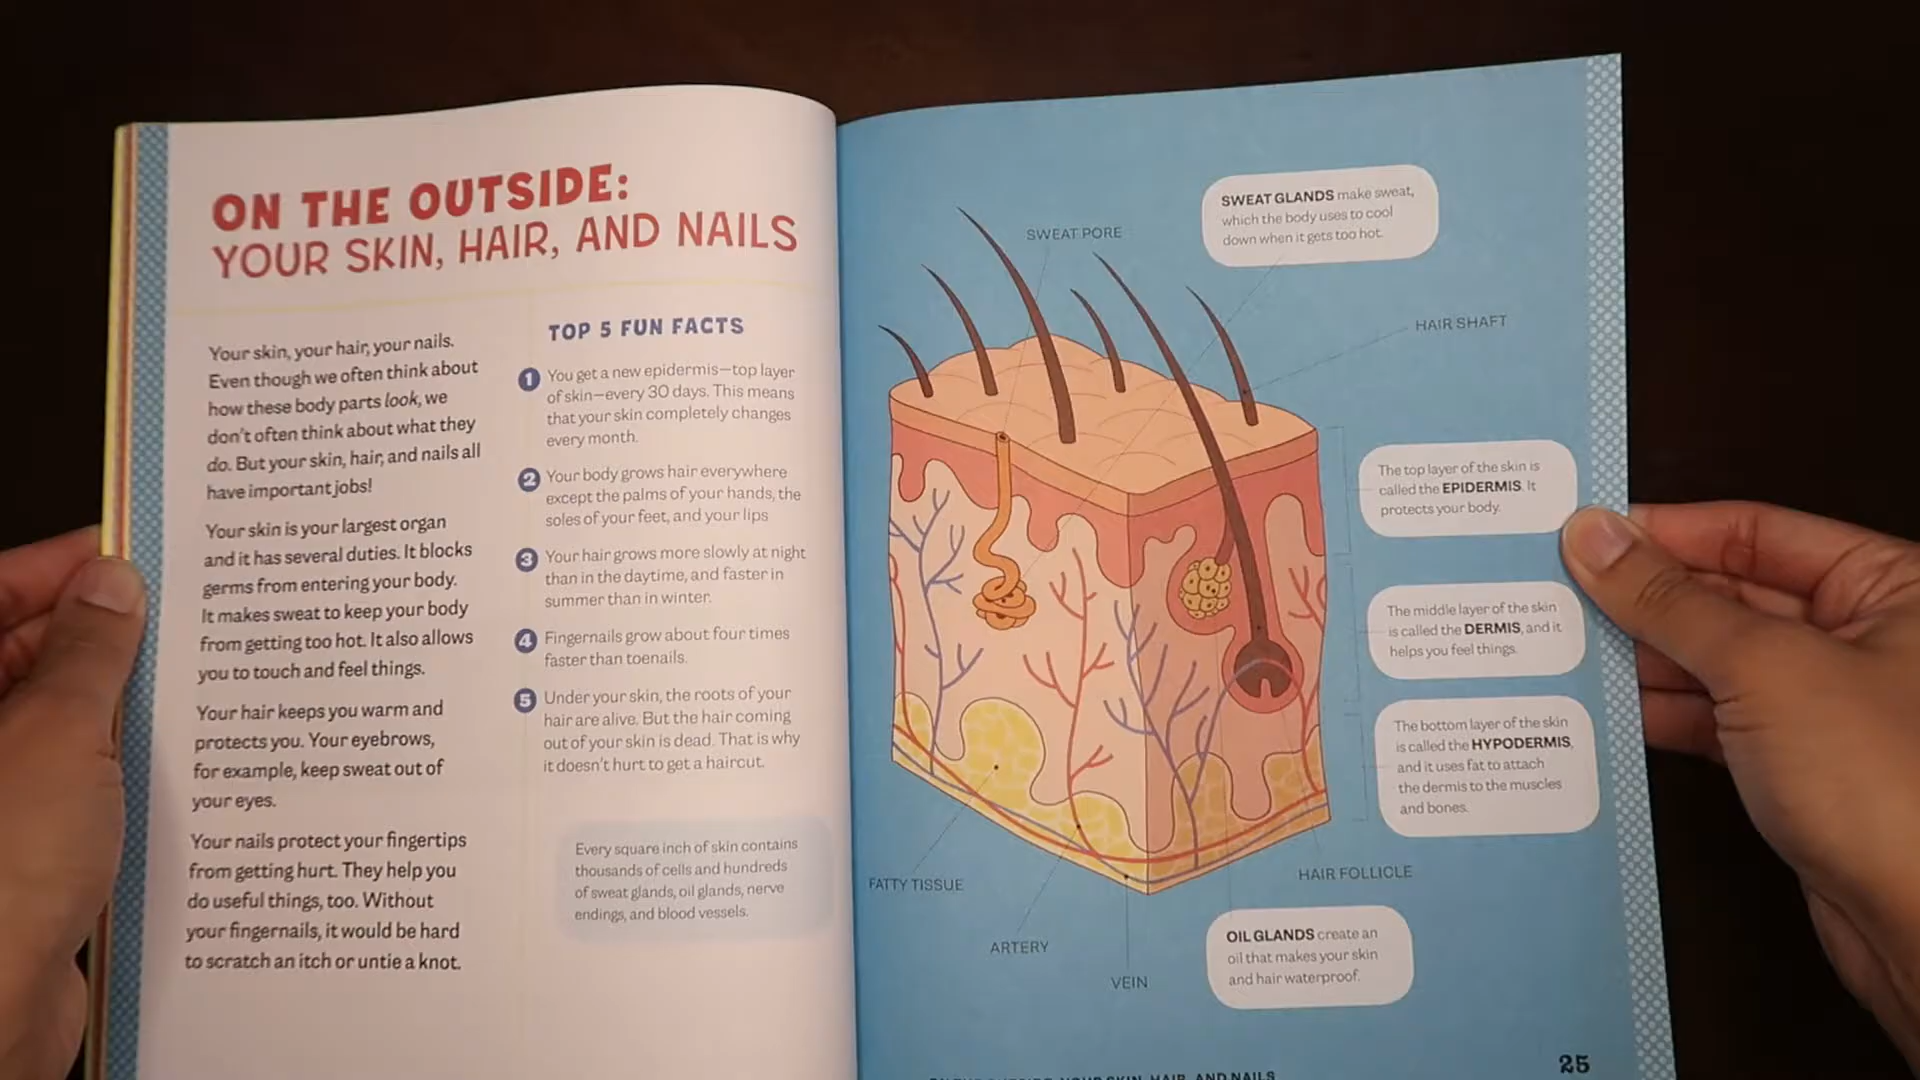 ON THE OUTSIDE:
YOUR SKIN, HAIR, AND NAILS
Your skin, your hair, your nails.
Even though we often think about
how these body parts look, we
don't often think about what they
do. But your skin, hair, and nails all
have important jobs!
Your skin is your largest organ
and it has several duties. It blocks
germs from entering your body.
It makes sweat to keep your body
from getting too hot. It also allows
you to touch and feel things.
Your hair keeps you warm and
protects you. Your eyebrows,
for example, keep sweat out of
your eyes.
Your nails protect your fingertips
from getting hurt. They help you
do useful things, too. Without
your fingernails, it would be hard
to scratch an itch or untie a knot.
TOP 5 FUN FACTS
1 You get a new epidermis—top layer
of skin—every 30 days. This means
that your skin completely changes
every month.
2 Your body grows hair everywhere
except the palms of your hands, the
soles of your feet, and your lips
3 Your hair grows more slowly at night
than in the daytime, and faster in
summer than in winter.
4 Fingernails grow about four times
faster than toenails.
5 Under your skin, the roots of your
hair are alive. But the hair coming
out of your skin is dead. That is why
it doesn't hurt to get a haircut.
Every square inch of skin contains
thousands of cells and hundreds
of sweat glands, oil glands, nerve
endings, and blood vessels.
SWEAT PORE
SWEAT GLANDS make sweat,
which the body uses to cool
down when it gets too hot.
HAIR SHAFT
The top layer of the skin is
called the EPIDERMIS. It
protects your body.
The middle layer of the skin
is called the DERMIS, and it
helps you feel things.
The bottom layer of the skin
is called the HYPODERMIS,
and it uses fat to attach
the dermis to the muscles
and bones.
FATTY TISSUE
ARTERY
VEIN
HAIR FOLLICLE
OIL GLANDS create an
oil that makes your skin
and hair waterproof.
ON THE OUTSIDE: YOUR SKIN, HAIR, AND NAILS
25